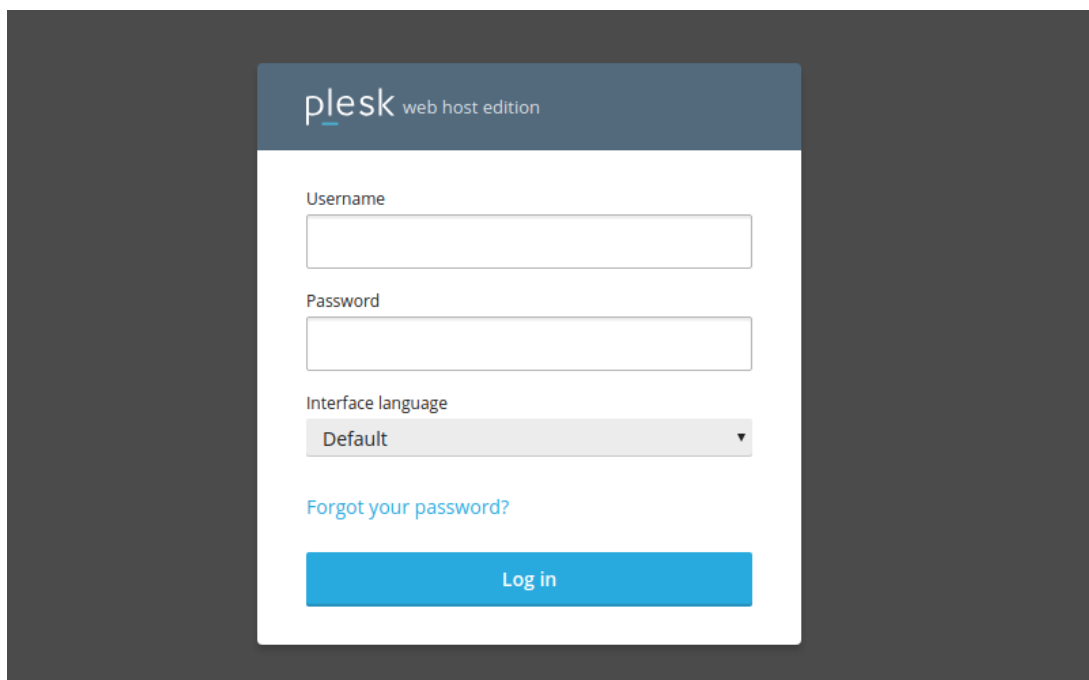 plesk web host edition
Username
Password
Interface language
Default
Forgot your password?
Log in